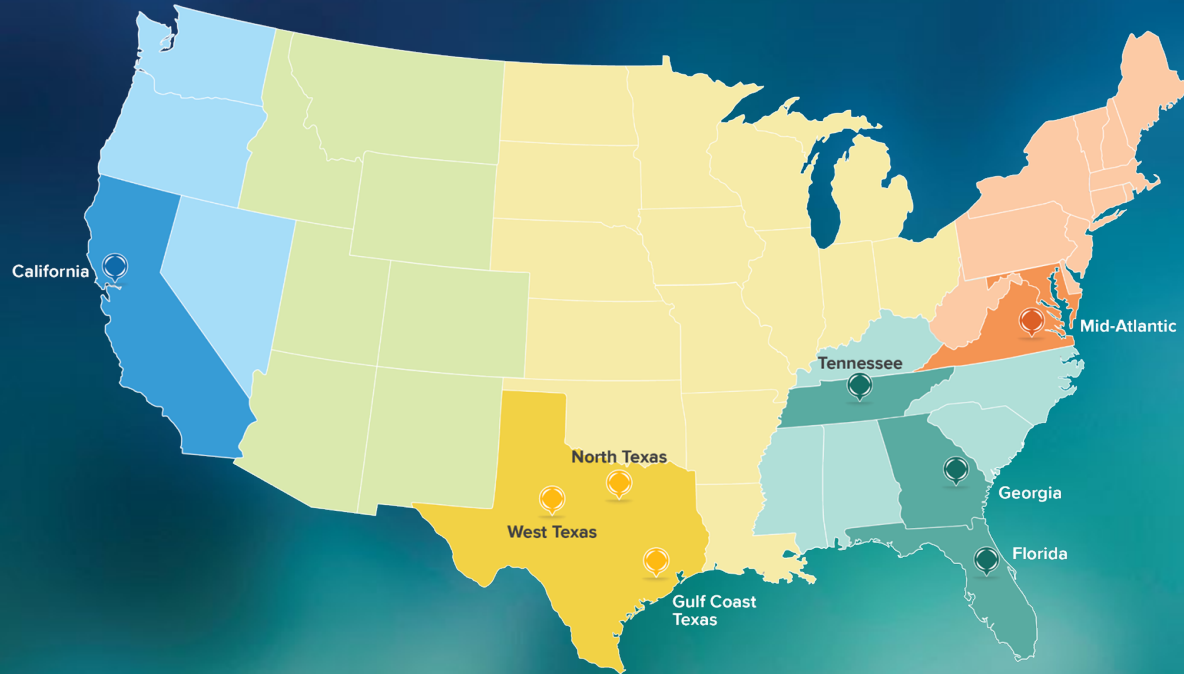 California
Mid-Atlantic
Tennessee
North Texas
West Texas
Georgia
Florida
Gulf Coast
Texas